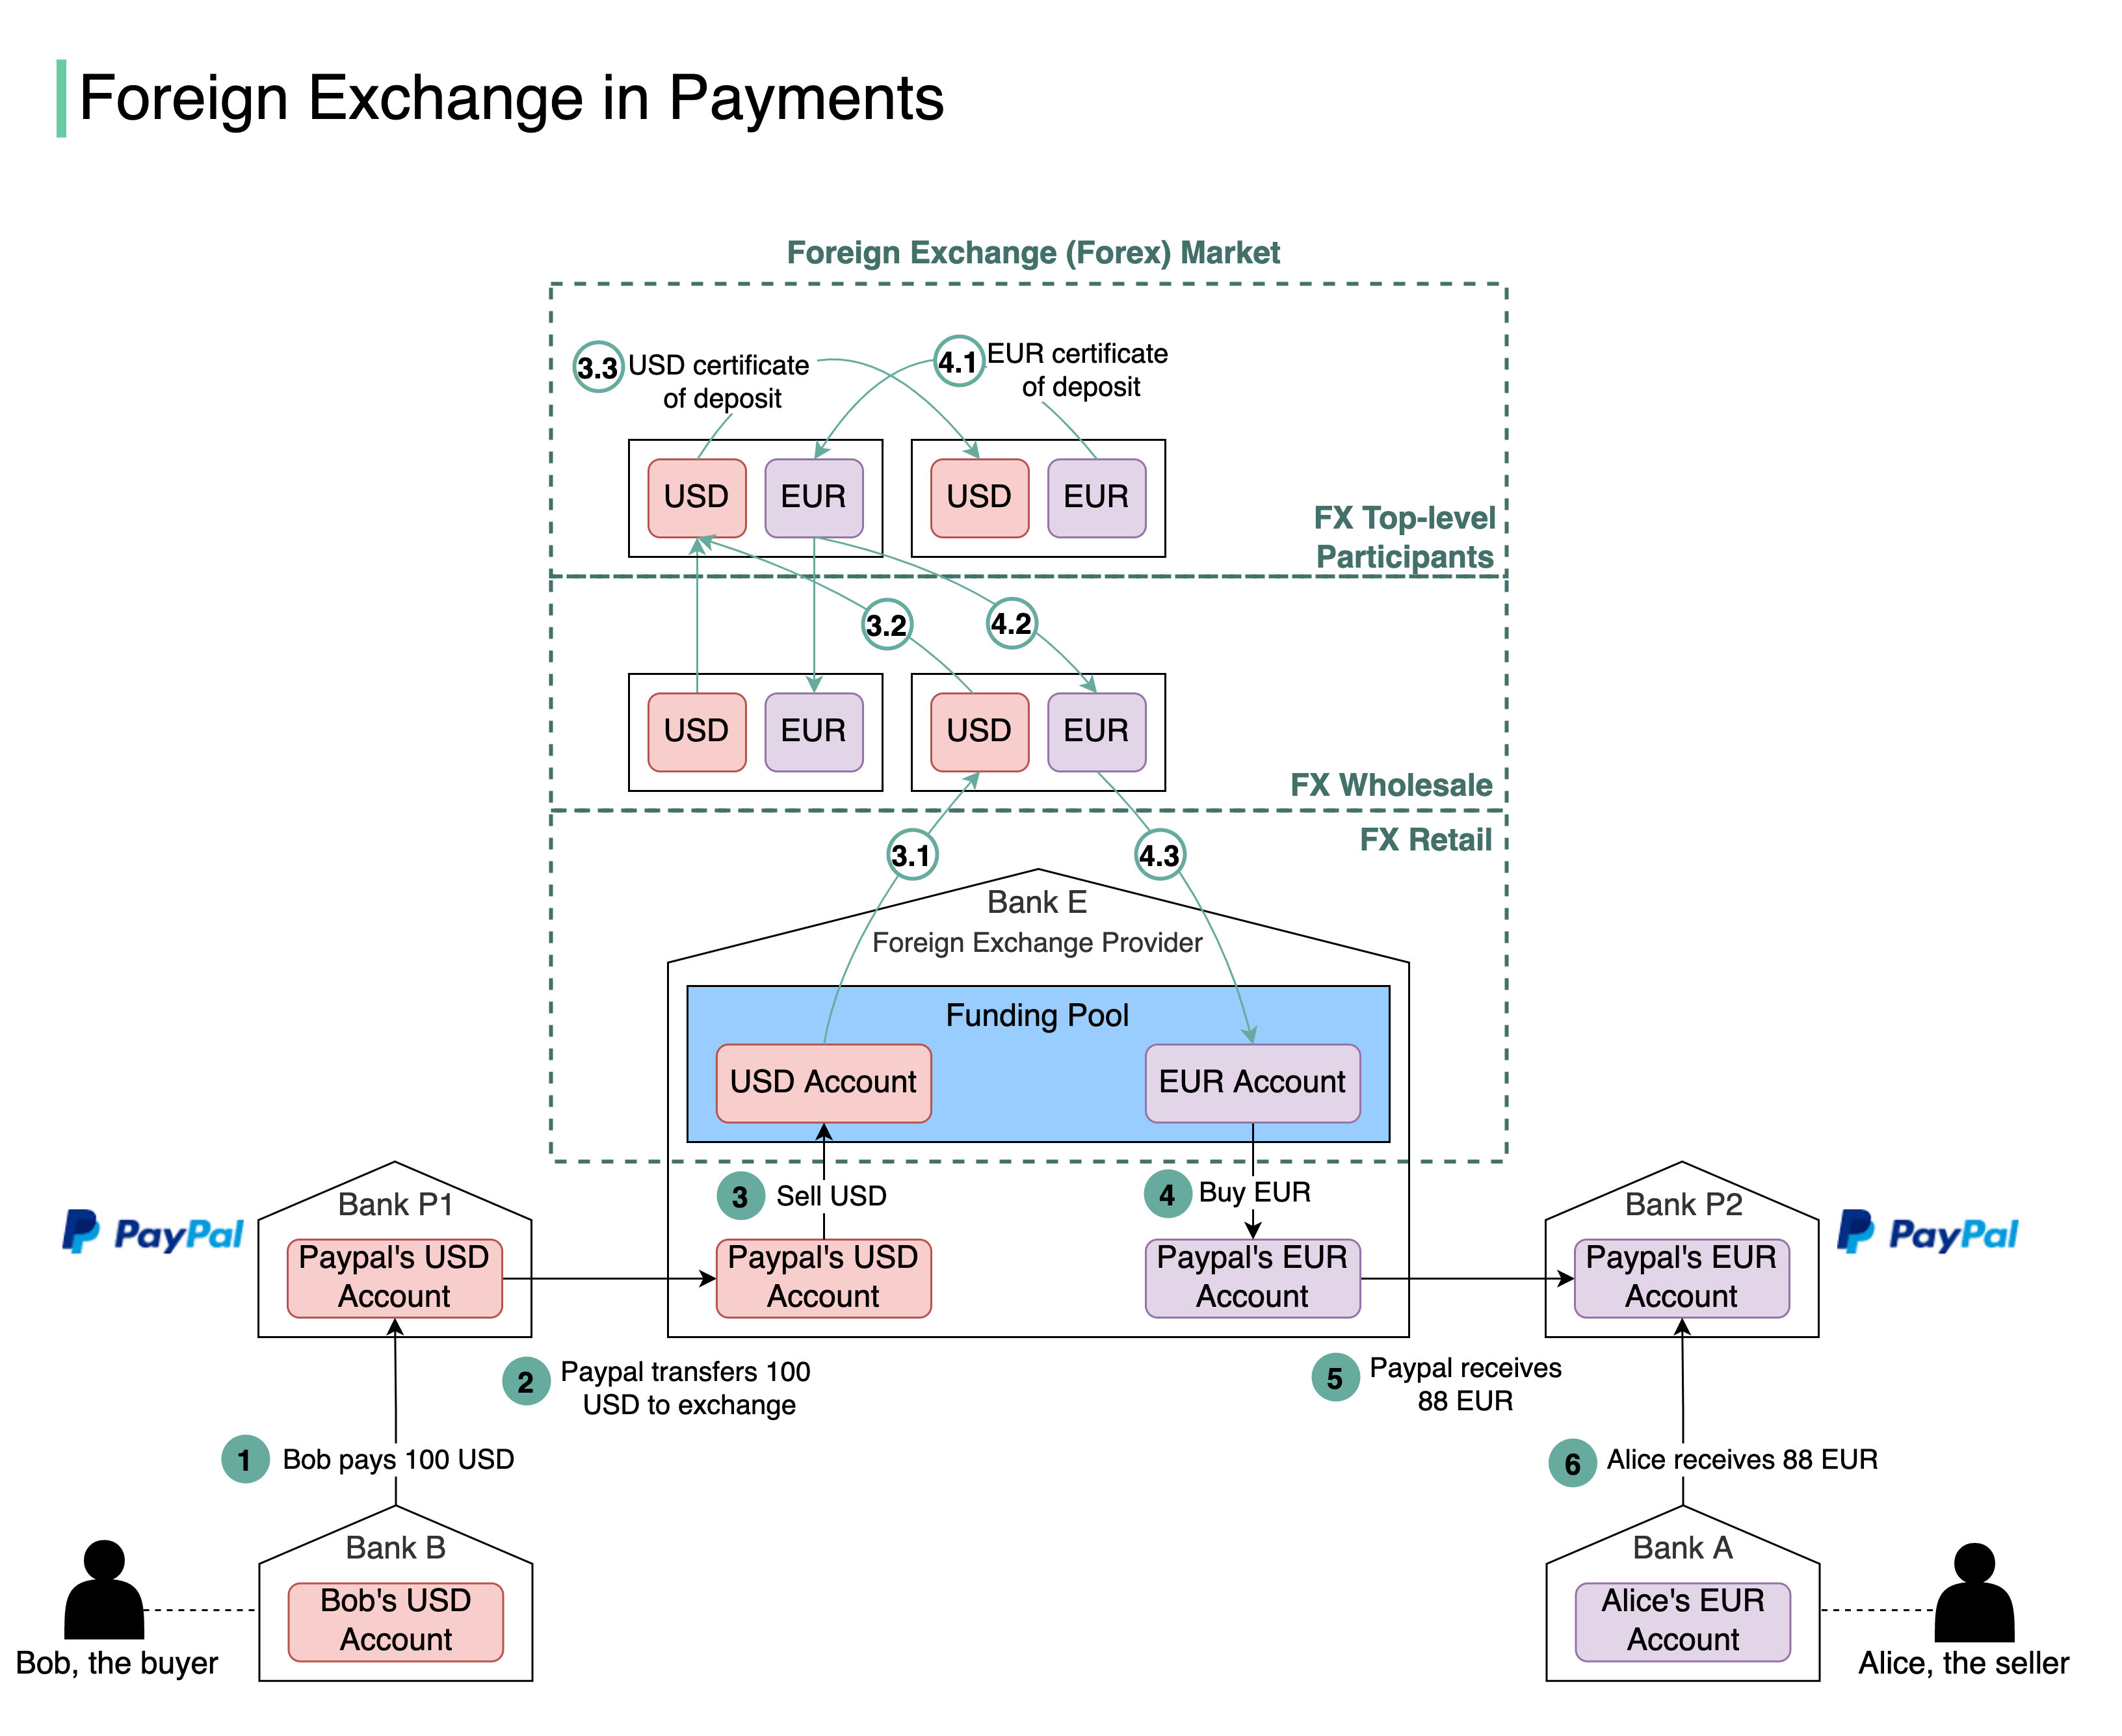 Foreign Exchange in Payments
Foreign Exchange (Forex) Market
3.3
USD certificate
of deposit
4.1
EUR certificate
of deposit
USD
EUR
USD
EUR
FX Top-level
Participants
3.2
4.2
USD
EUR
USD
EUR
FX Wholesale
FX Retail
3.1
4.3
Bank E
Foreign Exchange Provider
Funding Pool
USD Account
EUR Account
3
Sell USD
4
Buy EUR
PayPal
Bank P1
Paypal's USD
Account
Paypal's USD
Account
Paypal's EUR
Account
Bank P2
Paypal's EUR
Account
PayPal
2
Paypal transfers 100
USD to exchange
5
Paypal receives
88 EUR
1
Bob pays 100 USD
6
Alice receives 88 EUR
Bank B
Bob's USD
Account
Bob, the buyer
Bank A
Alice's EUR
Account
Alice, the seller